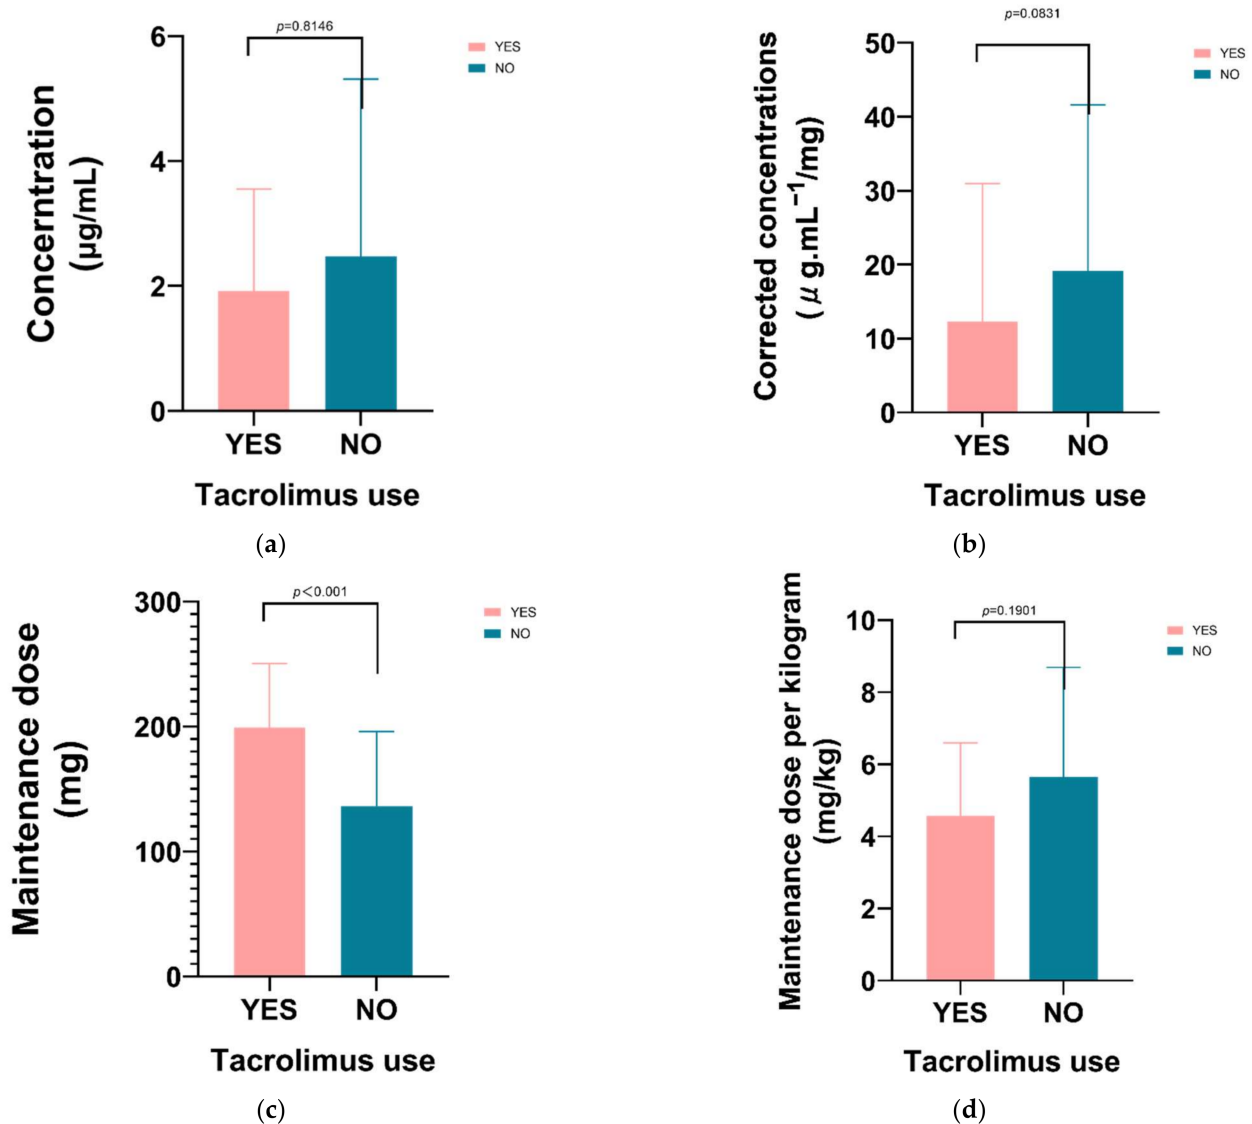 p=0.8146
YES
NO
6
4
2
0
Concerntration
(μg/mL)
YES NO
Tacrolimus use
(a)
p=0.0831
YES
NO
50
40
30
20
10
0
Corrected concentrations
(μg.mL⁻¹/mg)
YES NO
Tacrolimus use
(b)
p<0.001
YES
NO
300
200
100
0
Maintenance dose
(mg)
YES NO
Tacrolimus use
(c)
p=0.1901
YES
NO
10
8
6
4
2
0
Maintenance dose per kilogram
(mg/kg)
YES NO
Tacrolimus use
(d)